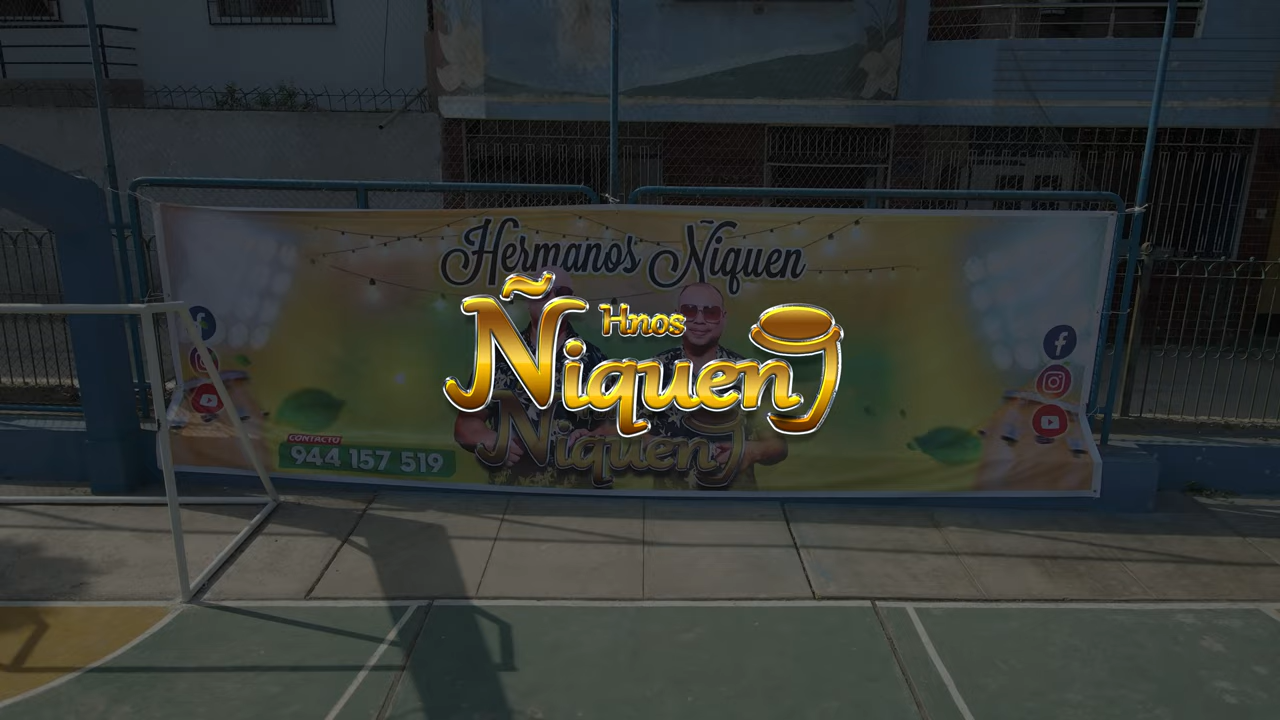 Hermanos Ñiquen
Hnos
Ñiquen
Ñiquen
CONTACTO
944 157 519